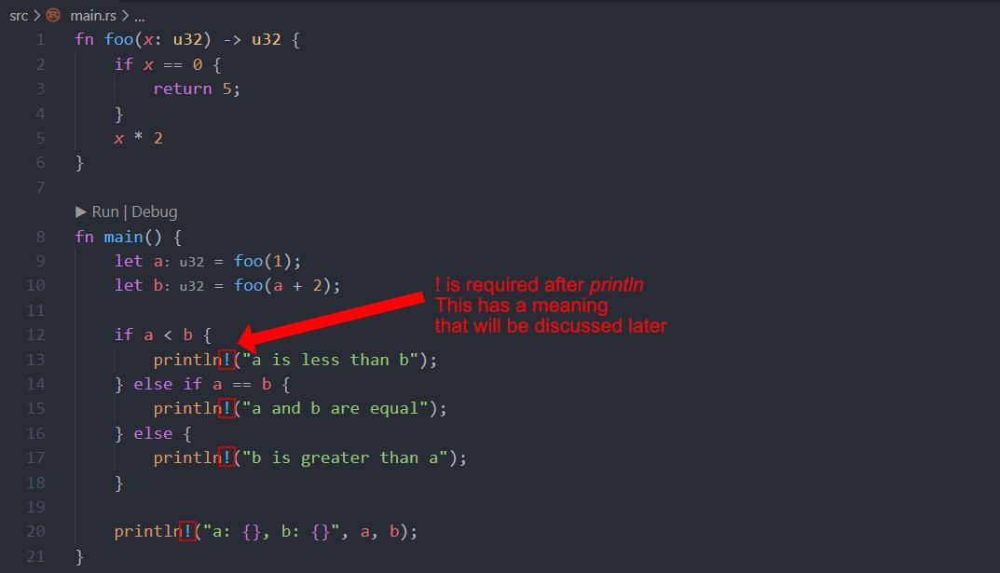 src > main.rs > ...
1 fn foo(x: u32) -> u32 {
2     if x == 0 {
3         return 5;
4     }
5     x * 2
6 }
7
▶ Run | Debug
8 fn main() {
9     let a: u32 = foo(1);
10     let b: u32 = foo(a + 2);
11
! is required after println
This has a meaning
that will be discussed later
12     if a < b {
13         println!("a is less than b");
14     } else if a == b {
15         println!("a and b are equal");
16     } else {
17         println!("b is greater than a");
18     }
19
20     println!("a: {}, b: {}", a, b);
21 }